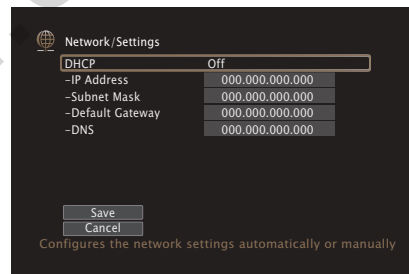 Network/Settings
DHCP Off
-IP Address 000.000.000.000
-Subnet Mask 000.000.000.000
-Default Gateway 000.000.000.000
-DNS 000.000.000.000
Save
Cancel
Configures the network settings automatically or manually